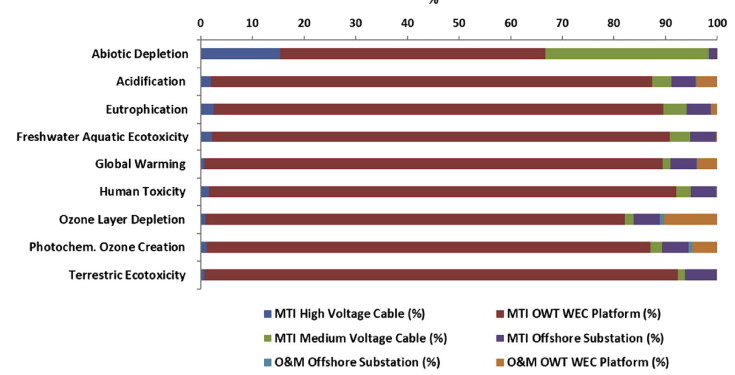 %
0 10 20 30 40 50 60 70 80 90 100
Abiotic Depletion
Acidification
Eutrophication
Freshwater Aquatic Ecotoxicity
Global Warming
Human Toxicity
Ozone Layer Depletion
Photochem. Ozone Creation
Terrestric Ecotoxicity
MTI High Voltage Cable (%) MTI OWT WEC Platform (%)
MTI Medium Voltage Cable (%) MTI Offshore Substation (%)
O&M Offshore Substation (%) O&M OWT WEC Platform (%)